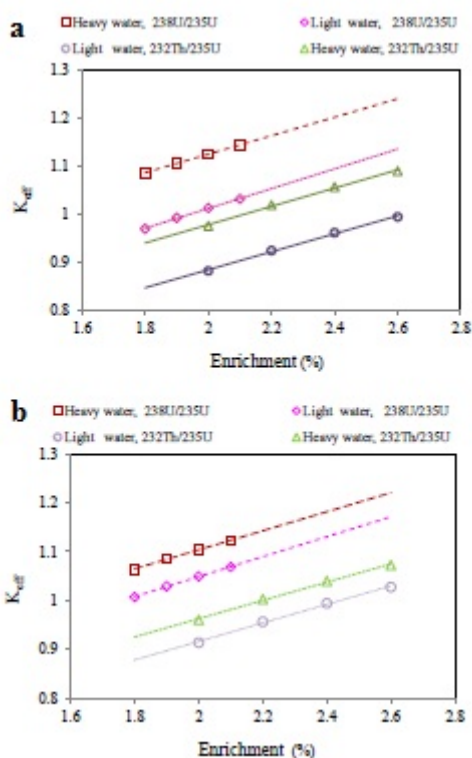 a
Heavy water, 238U/235U Light water, 238U/235U
Light water, 232Th/235U Heavy water, 232Th/235U
1.3
1.2
1.1
1
0.9
0.8
Keff
1.6 1.8 2 2.2 2.4 2.6 2.8
Enrichment (%)
b
Heavy water, 238U/235U Light water, 238U/235U
Light water, 232Th/235U Heavy water, 232Th/235U
1.3
1.2
1.1
1
0.9
0.8
Keff
1.6 1.8 2 2.2 2.4 2.6 2.8
Enrichment (%)